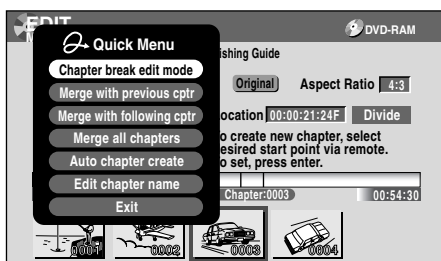 EDIT
DVD-RAM
Quick Menu
ishing Guide
Chapter break edit mode
Original
Aspect Ratio 4:3
Merge with previous cptr
Merge with following cptr
ocation 00:00:21:24F Divide
Merge all chapters
o create new chapter, select
esired start point via remote.
o set, press enter.
Auto chapter create
Edit chapter name
Chapter:0003
00:54:30
Exit
0001
0002
0003
0004